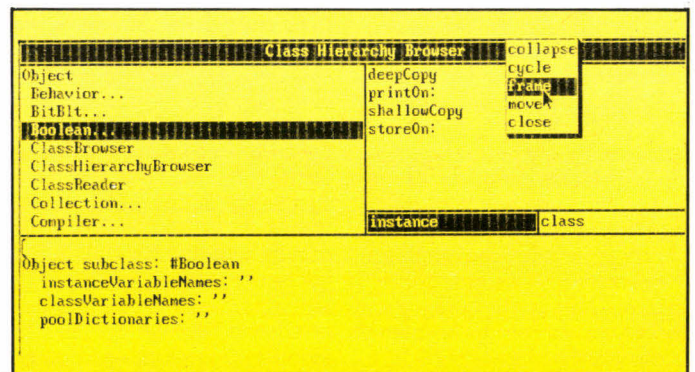 Class Hierarchy Browser
collapse
cycle
frame
move
close
Object
Behavior...
BitBlt...
Boolean...
ClassBrowser
ClassHierarchyBrowser
ClassReader
Collection...
Compiler...
deepCopy
printOn:
shallowCopy
storeOn:
instance
class
Object subclass: #Boolean
instanceVariableNames: ''
classVariableNames: ''
poolDictionaries: ''